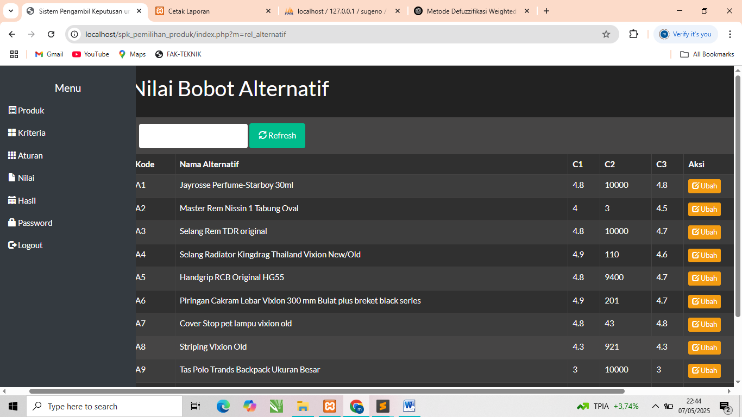 Sistem Pengambil Keputusan u
Cetak Laporan
localhost / 127.0.0.1 / sugeno /
Metode Defuzzifikasi Weighted
localhost/spk_pemilihan_produk/index.php?m=rel_alternatif
Verify it's you
Gmail
YouTube
Maps
FAK-TEKNIK
All Bookmarks
Menu
Produk
Kriteria
Aturan
Nilai
Hasil
Password
Logout
Nilai Bobot Alternatif
Refresh
Kode Nama Alternatif C1 C2 C3 Aksi
A1 Jayrosse Perfume-Starboy 30ml 4.8 10000 4.8 Ubah
A2 Master Rem Nissin 1 Tabung Oval 4 3 4.5 Ubah
A3 Selang Rem TDR original 4.8 10000 4.7 Ubah
A4 Selang Radiator Kingdrag Thailand Vixion New/Old 4.9 110 4.6 Ubah
A5 Handgrip RCB Original HG55 4.8 9400 4.7 Ubah
A6 Piringan Cakram Lebar Vixion 300 mm Bulat plus breket black series 4.9 201 4.7 Ubah
A7 Cover Stop pet lampu vixion old 4.8 43 4.8 Ubah
A8 Striping Vixion Old 4.3 921 4.3 Ubah
A9 Tas Polo Trands Backpack Ukuran Besar 3 10000 3 Ubah
Type here to search
TPIA +3.74%
22:44
07/05/2025